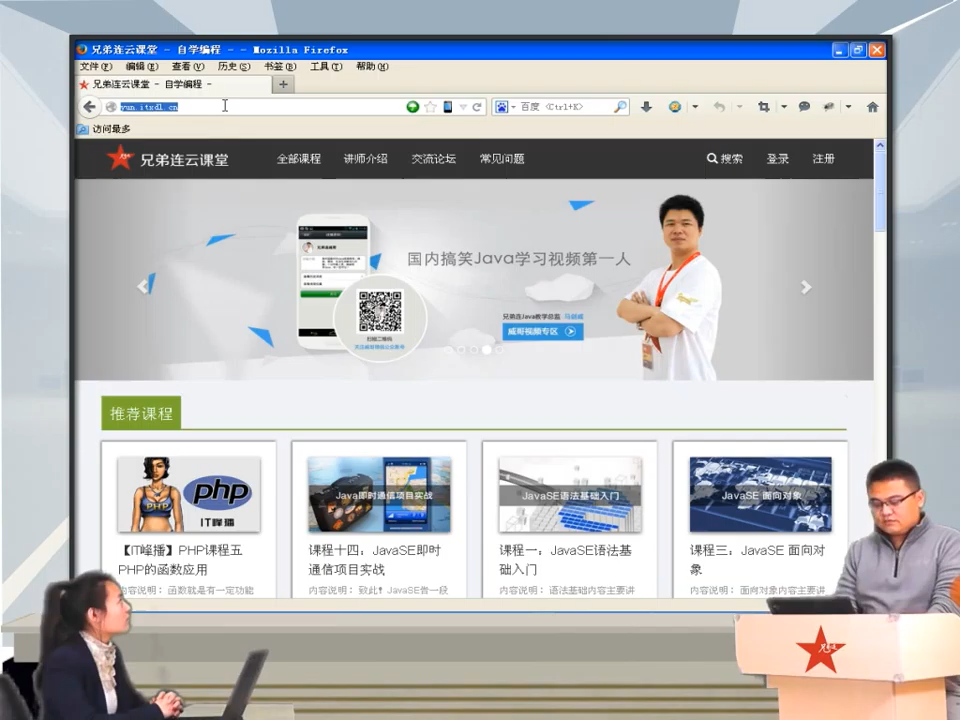 兄弟连云课堂 - 自学编程 - - Mozilla Firefox
文件(F) 编辑(E) 查看(V) 历史(S) 书签(B) 工具(T) 帮助(H)
兄弟连云课堂 - 自学编程 -
yun.itxdl.cn
百度 <Ctrl+K>
访问最多
兄弟连云课堂 全部课程 讲师介绍 交流论坛 常见问题 搜索 登录 注册
国内搞笑Java学习视频第一人
扫描二维码
兄弟连Java教学总监
威哥视频专区
推荐课程
PHP
php
IT峰播
Java即时通信项目实战
JavaSE语法基础入门
JavaSE 面向对象
【IT峰播】PHP课程五
PHP的函数应用
内容说明： 函数就是有一定功能
课程十四：JavaSE即时
通信项目实战
内容说明： 致此！JavaSE告一段
课程一：JavaSE语法基
础入门
内容说明： 语法基础内容主要讲
课程三：JavaSE 面向对
象
内容说明： 面向对象内容主要讲